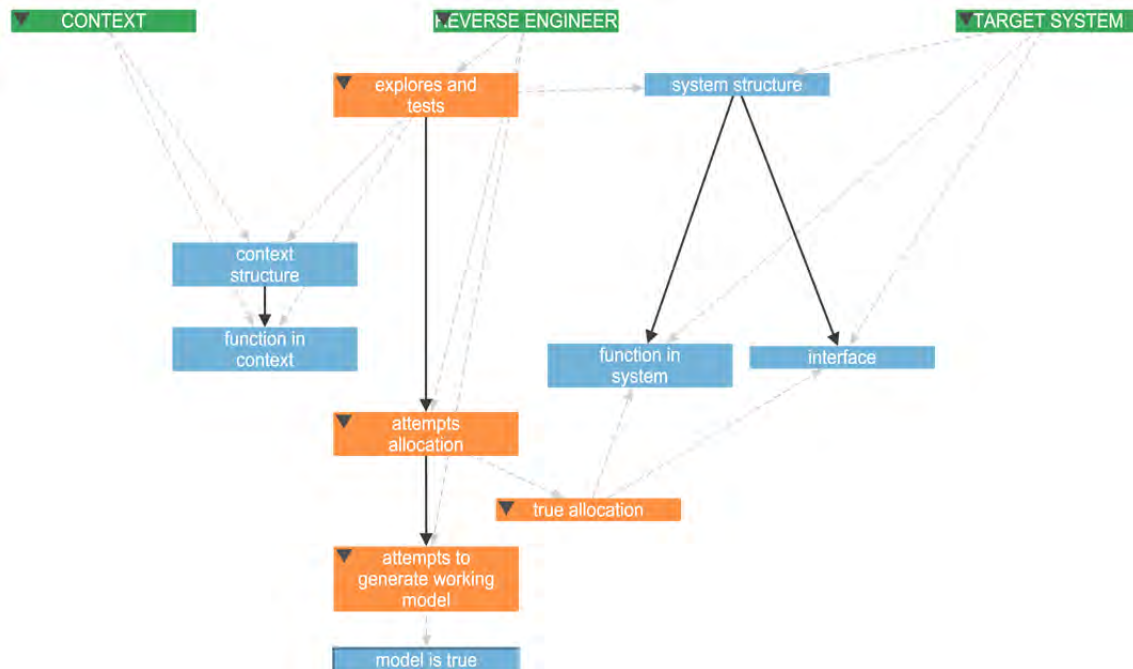 CONTEXT
REVERSE ENGINEER
TARGET SYSTEM
explores and
tests
system structure
context
structure
function in
context
function in
system
interface
attempts
allocation
true allocation
attempts to
generate working
model
model is true